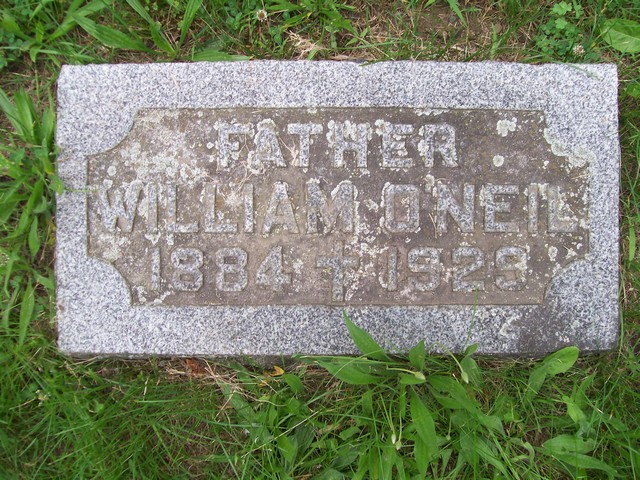 FATHER
WILLIAM O'NEIL
1884 ✝ 1929